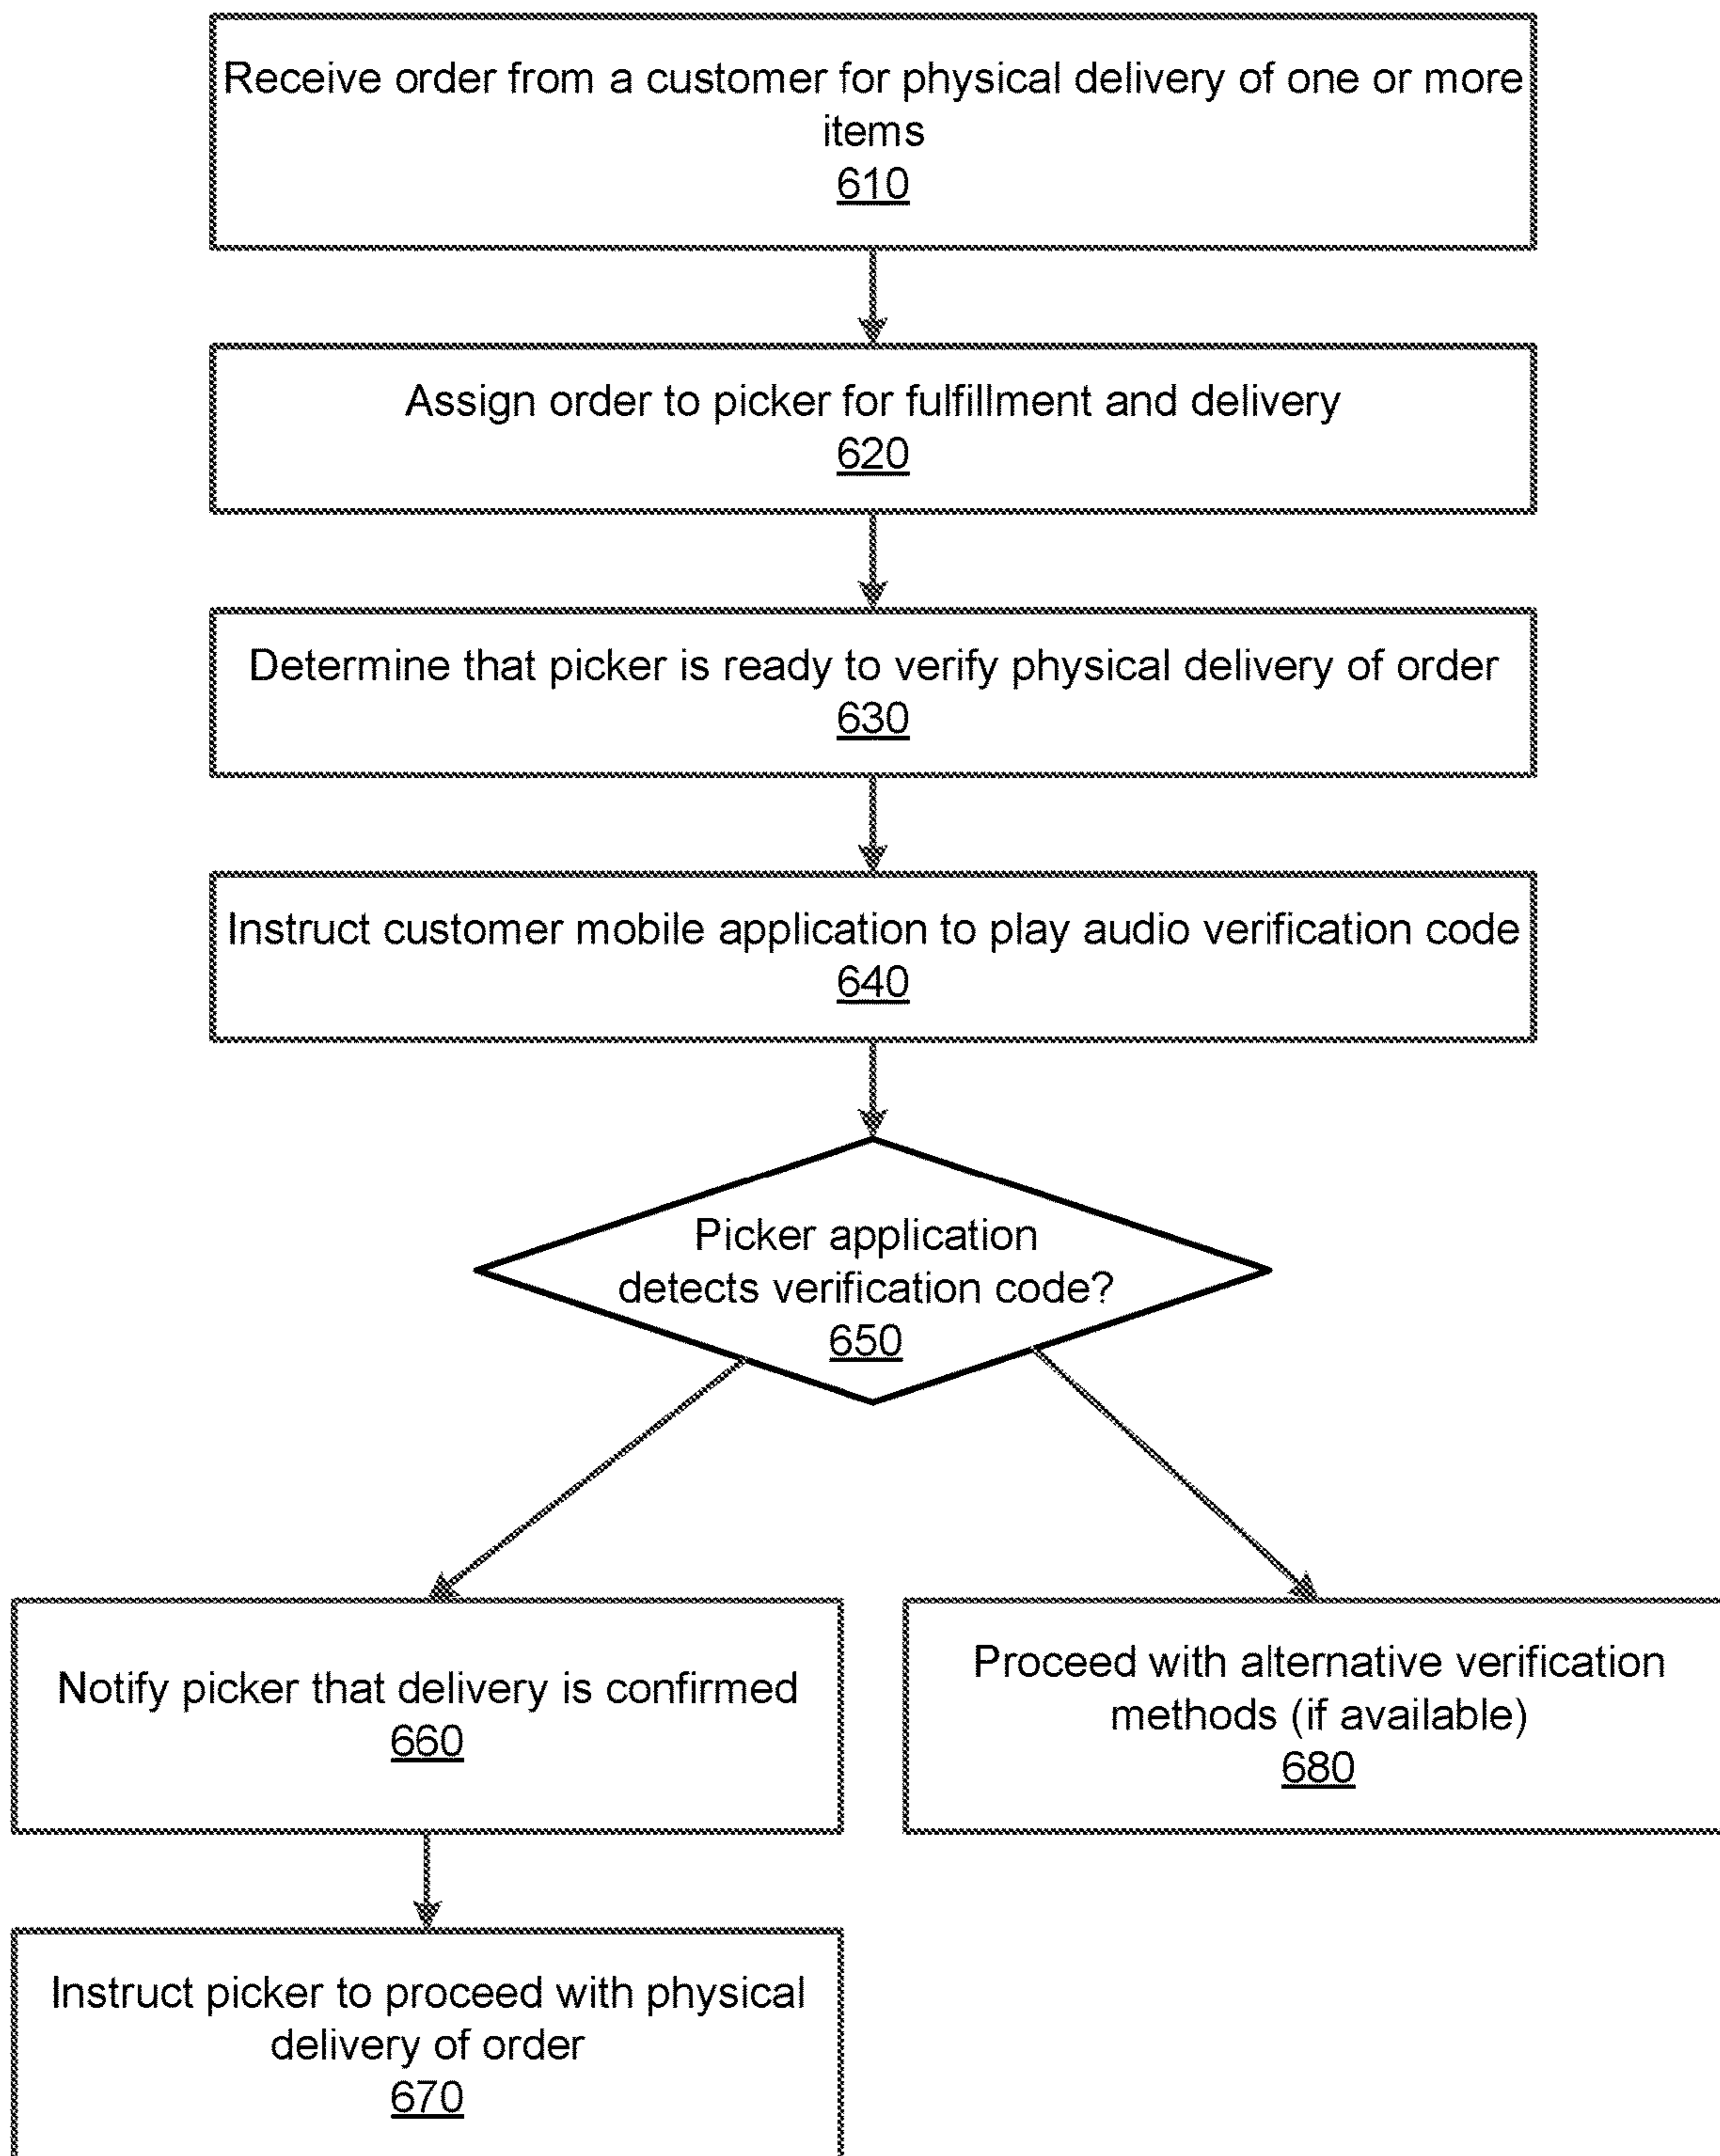 Receive order from a customer for physical delivery of one or more
items
610
Assign order to picker for fulfillment and delivery
620
Determine that picker is ready to verify physical delivery of order
630
Instruct customer mobile application to play audio verification code
640
Picker application
detects verification code?
650
Notify picker that delivery is confirmed
660
Proceed with alternative verification
methods (if available)
680
Instruct picker to proceed with physical
delivery of order
670